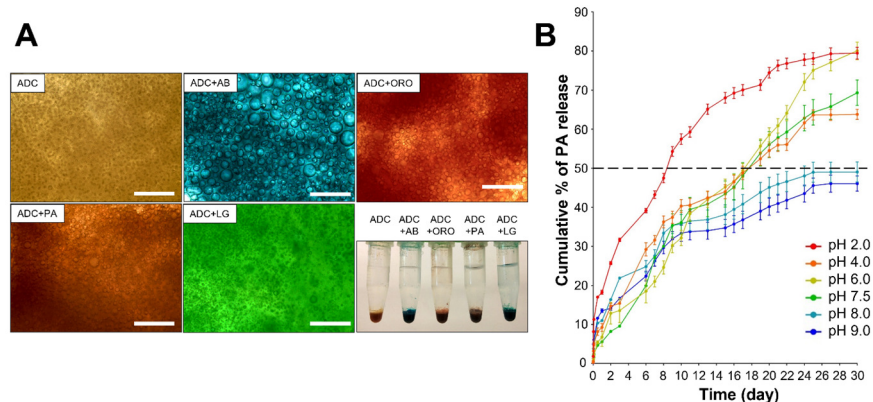 A
ADC
ADC+AB
ADC+ORO
ADC+PA
ADC+LG
ADC ADC ADC ADC ADC
+AB +ORO +PA +LG
B
Cumulative % of PA release
90
80
70
60
50
40
30
20
10
0
pH 2.0
pH 4.0
pH 6.0
pH 7.5
pH 8.0
pH 9.0
0 2 4 6 8 10 12 14 16 18 20 22 24 26 28 30
Time (day)